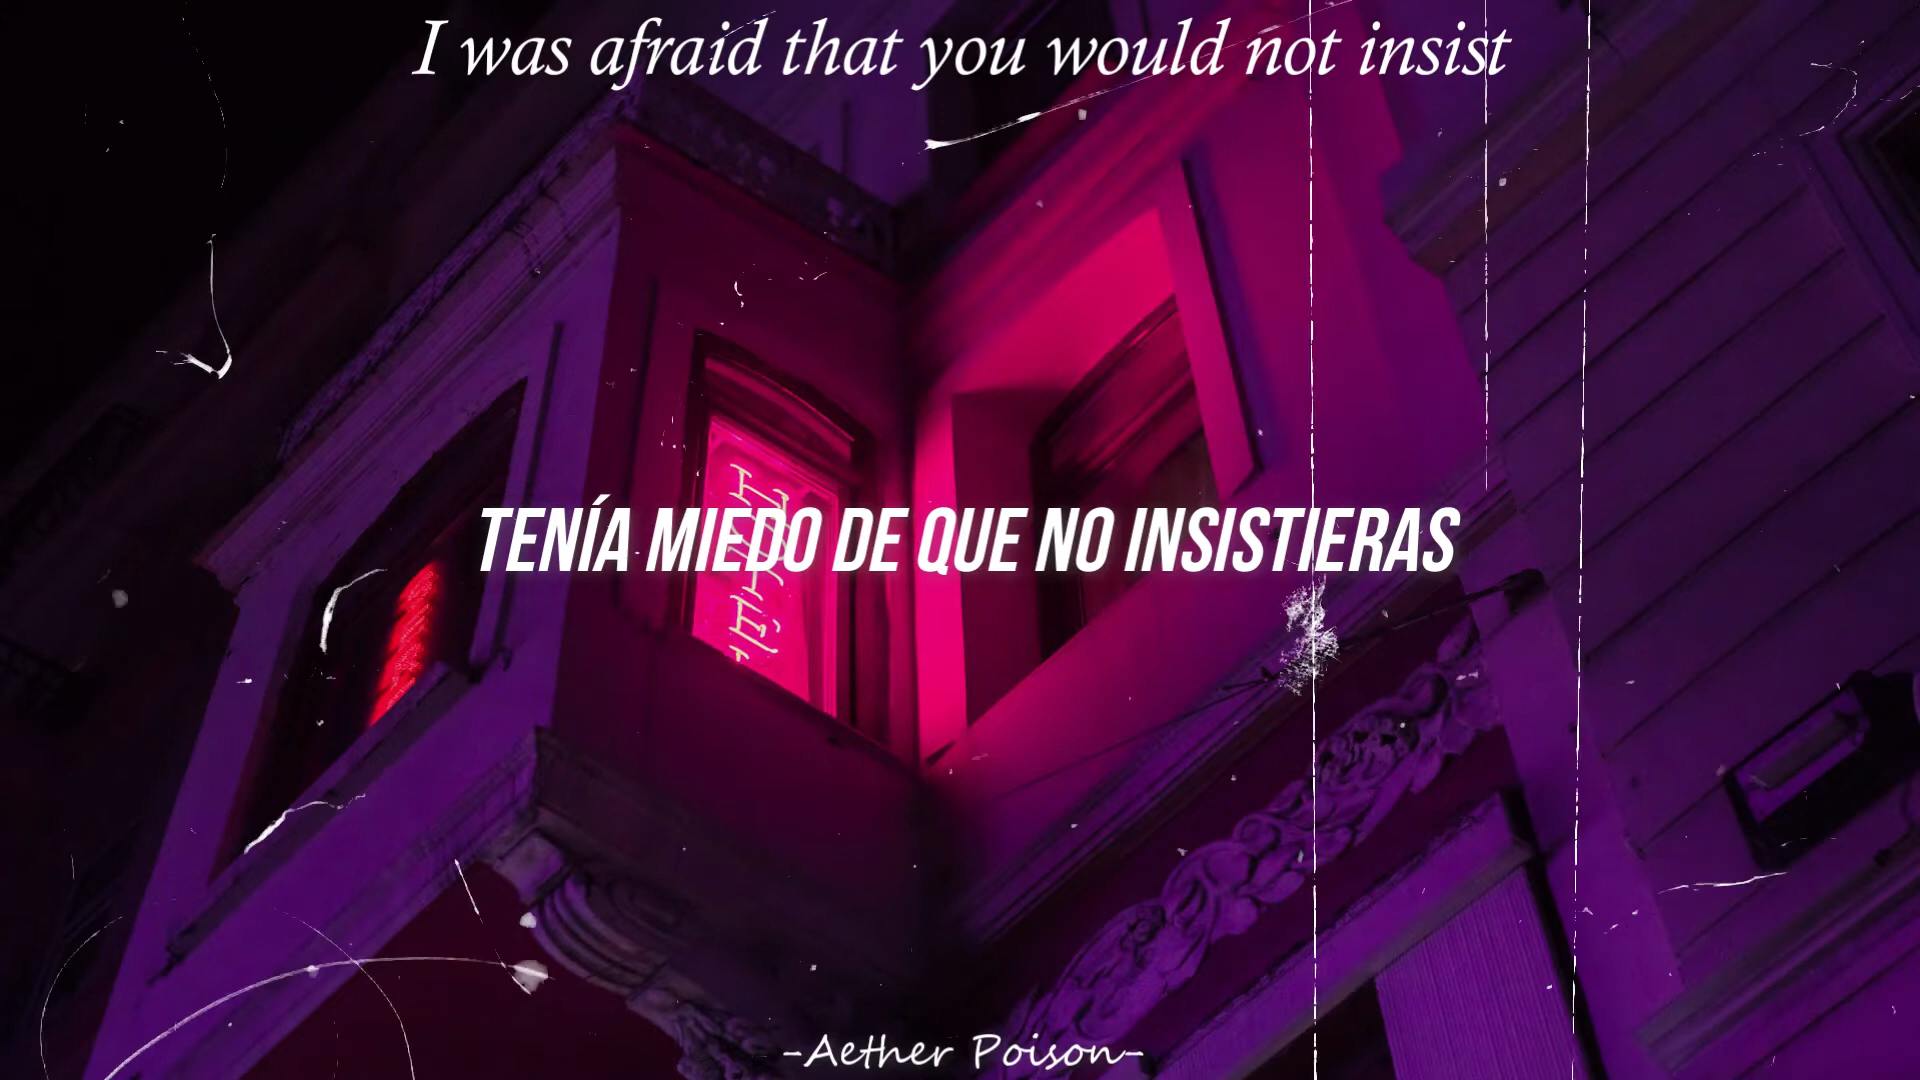 I was afraid that you would not insist
TENÍA MIEDO DE QUE NO INSISTIERAS
-Aether Poison-